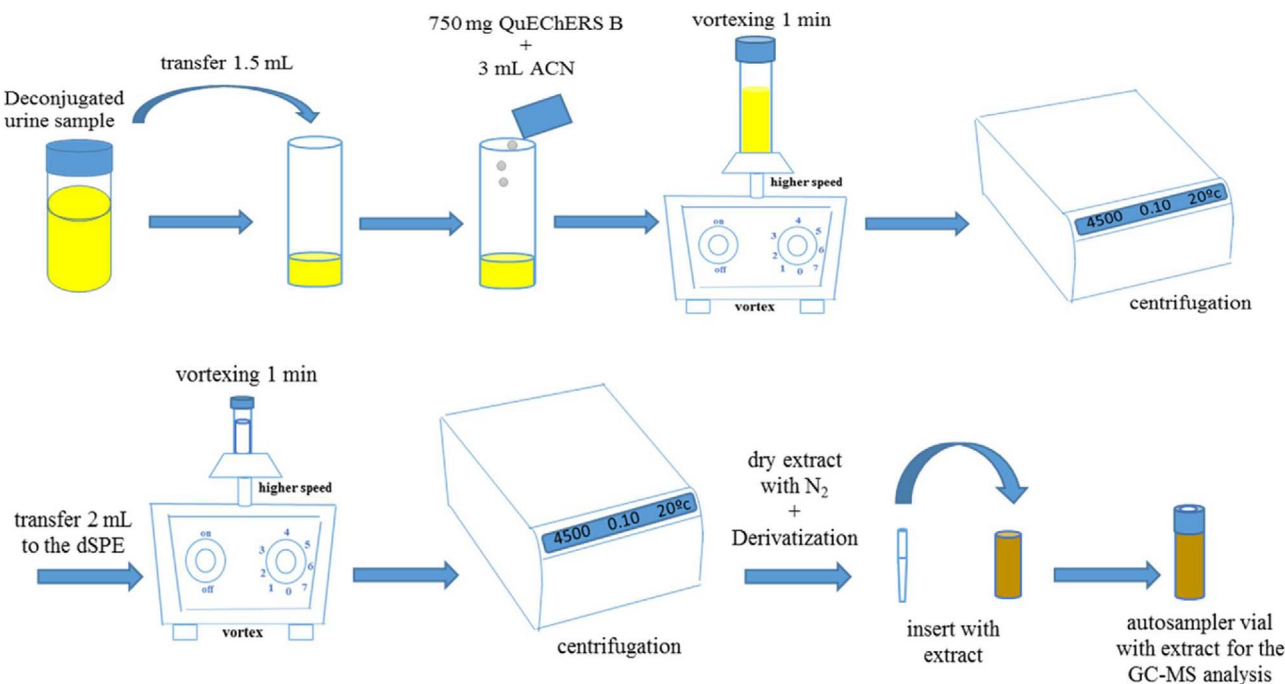 Deconjugated
urine sample
transfer 1.5 mL
750 mg QuEChERS B
+
3 mL ACN
vortexing 1 min
higher speed
on
off
4
3
5
2
6
1
0
7
vortex
4500 0.10 20ºc
centrifugation
transfer 2 mL
to the dSPE
vortexing 1 min
higher speed
on
off
4
3
5
2
6
1
0
7
vortex
4500 0.10 20ºc
centrifugation
dry extract
with N₂
+
Derivatization
insert with
extract
autosampler vial
with extract for the
GC-MS analysis